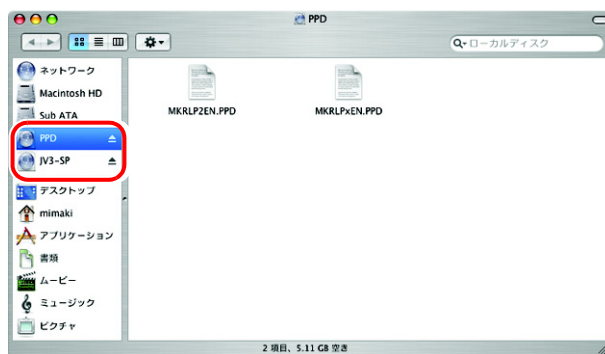 PPD
ローカルディスク
ネットワーク
Macintosh HD
Sub ATA
PPD
JV3-SP
デスクトップ
mimaki
アプリケーション
書類
ムービー
ミュージック
ピクチャ
MKRLP2EN.PPD
MKRLPxEN.PPD
2 項目、5.11 GB 空き